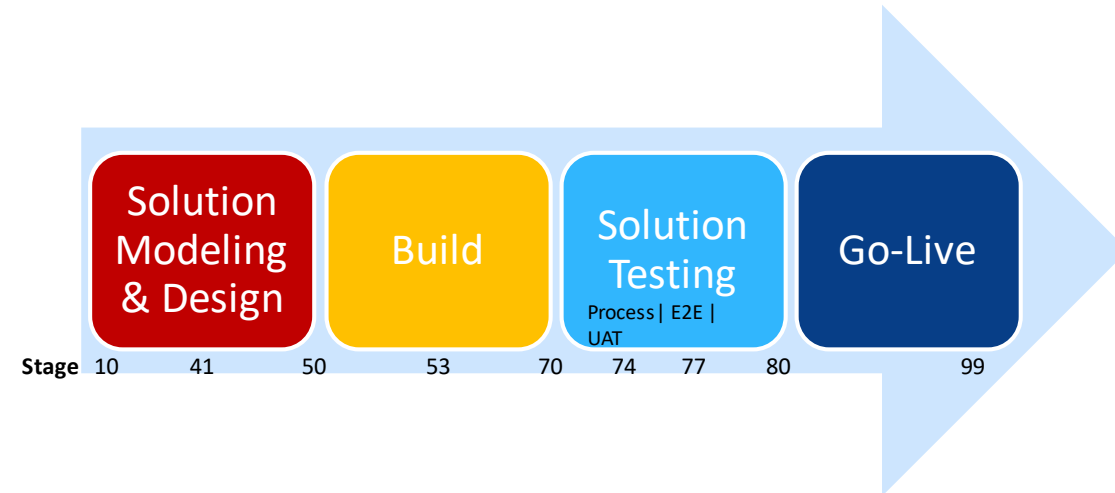 Solution
Modeling
& Design
Build
Solution
Testing
Process| E2E |
UAT
Go-Live
Stage 10 41 50 53 70 74 77 80 99